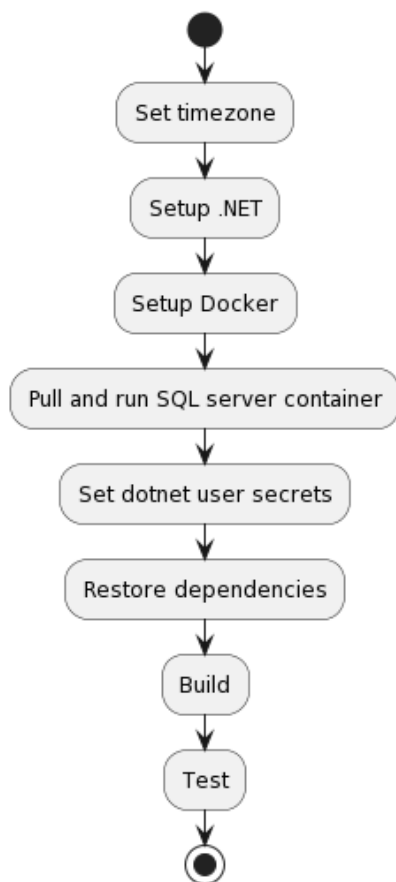 Set timezone
Setup .NET
Setup Docker
Pull and run SQL server container
Set dotnet user secrets
Restore dependencies
Build
Test